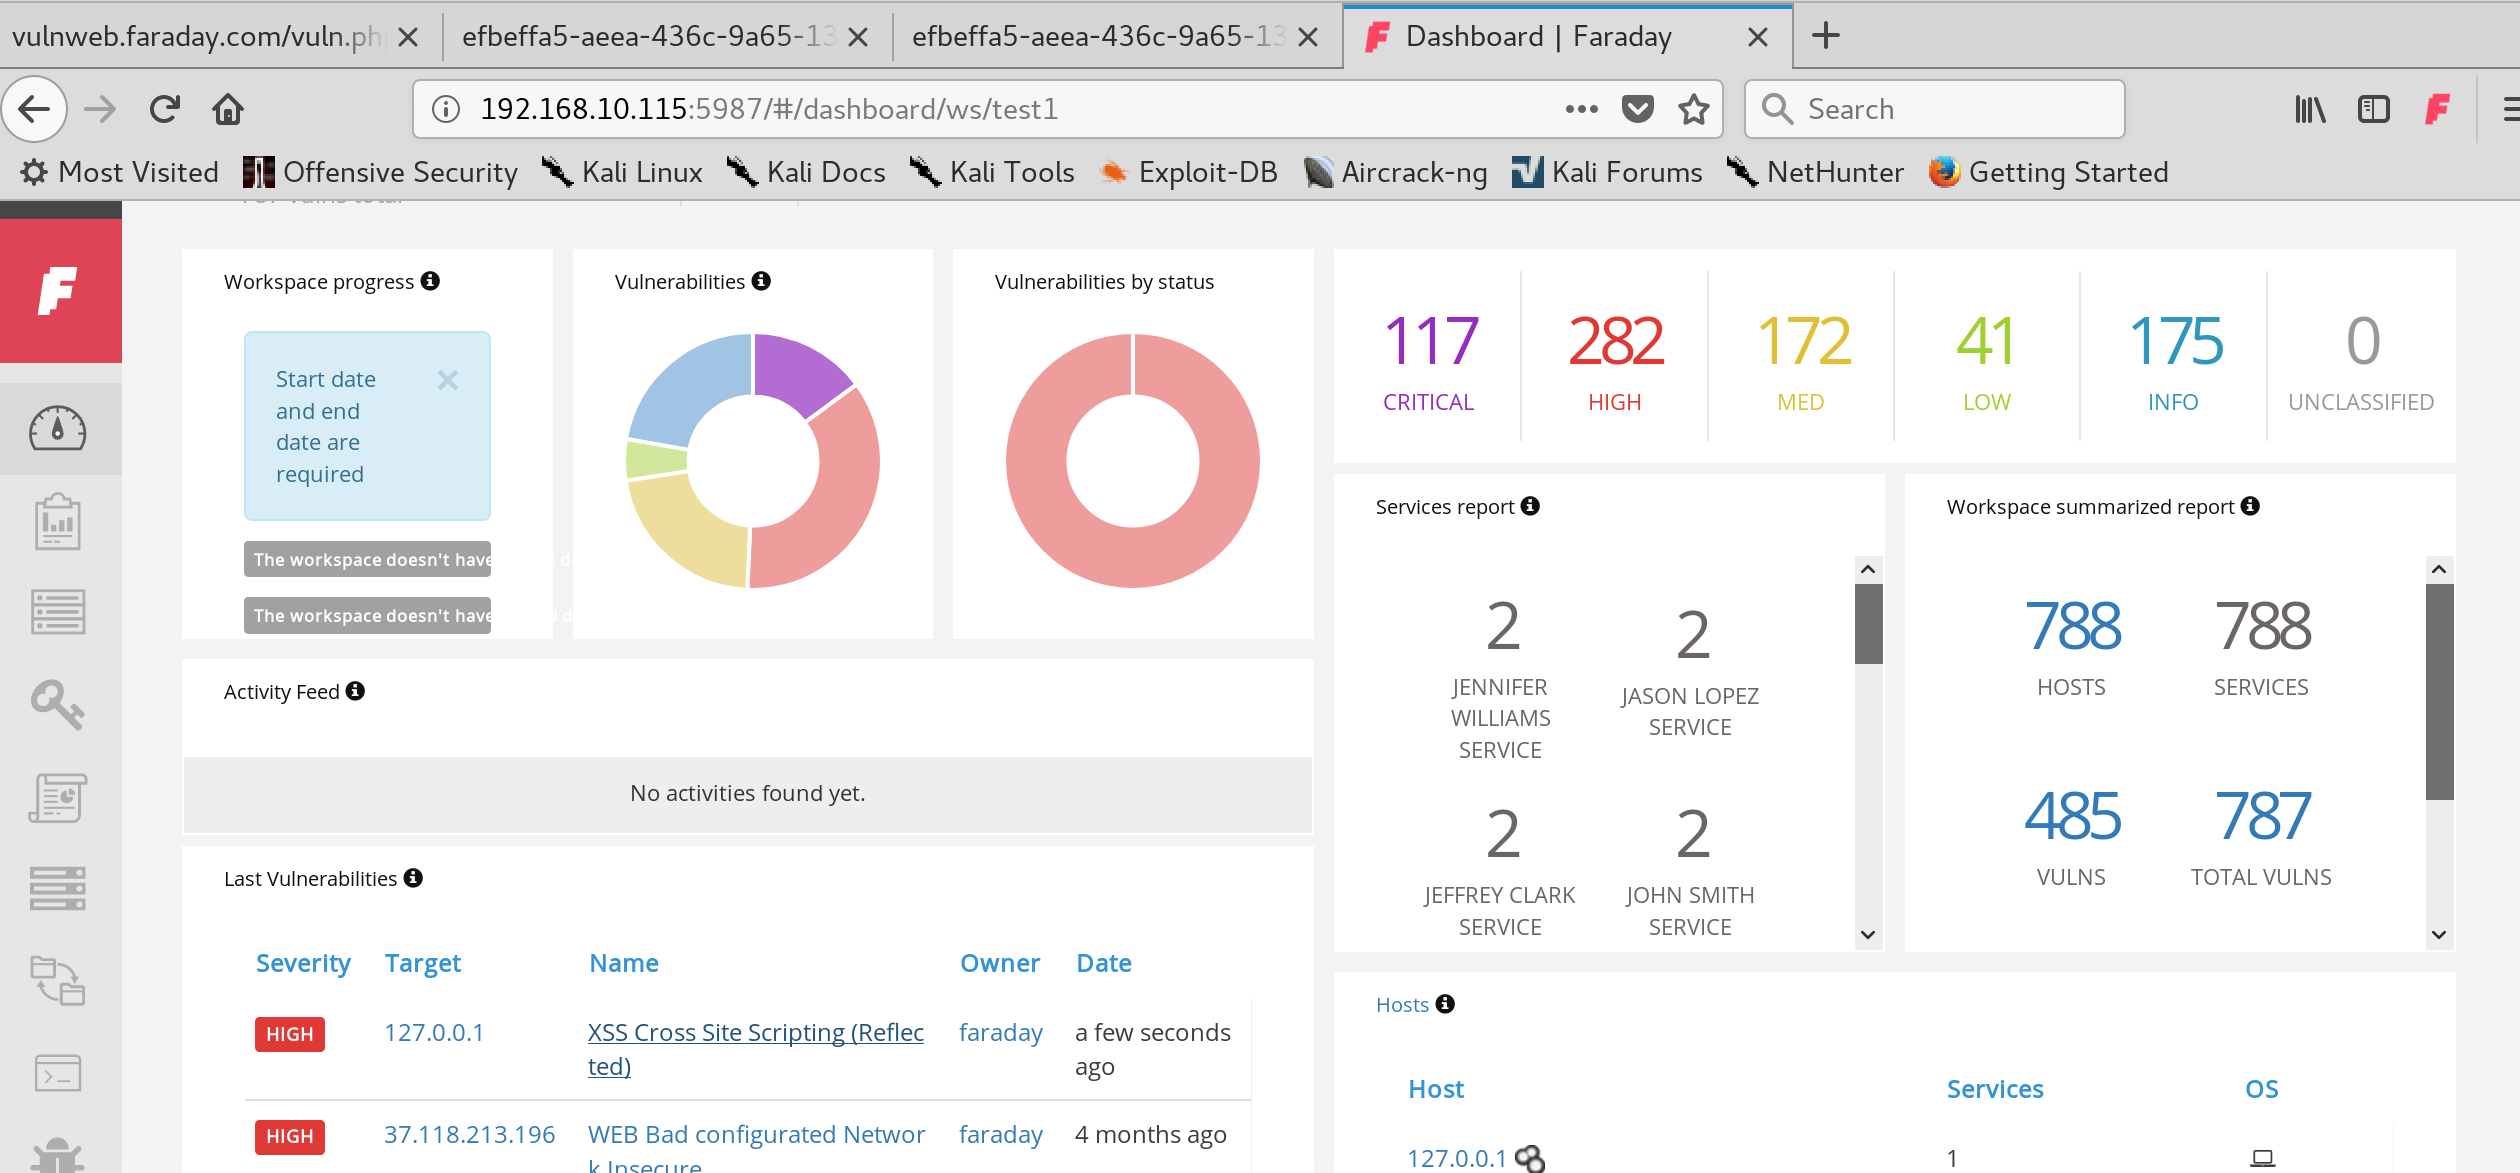 vulnweb.faraday.com/vuln.ph
efbeffa5-aeea-436c-9a65-13
efbeffa5-aeea-436c-9a65-13
Dashboard | Faraday
192.168.10.115:5987/#/dashboard/ws/test1
Search
Most Visited
Offensive Security
Kali Linux
Kali Docs
Kali Tools
Exploit-DB
Aircrack-ng
Kali Forums
NetHunter
Getting Started
Workspace progress
Start date
and end
date are
required
The workspace doesn't have
The workspace doesn't have
Vulnerabilities
Vulnerabilities by status
117
CRITICAL
282
HIGH
172
MED
41
LOW
175
INFO
0
UNCLASSIFIED
Services report
2
JENNIFER
WILLIAMS
SERVICE
2
JASON LOPEZ
SERVICE
2
JEFFREY CLARK
SERVICE
2
JOHN SMITH
SERVICE
Workspace summarized report
788
HOSTS
788
SERVICES
485
VULNS
787
TOTAL VULNS
Activity Feed
No activities found yet.
Last Vulnerabilities
Severity Target Name Owner Date
HIGH 127.0.0.1 XSS Cross Site Scripting (Reflec faraday a few seconds
ted) ago
HIGH 37.118.213.196 WEB Bad configurated Networ faraday 4 months ago
k Insecure
Hosts
Host Services OS
127.0.0.1 1